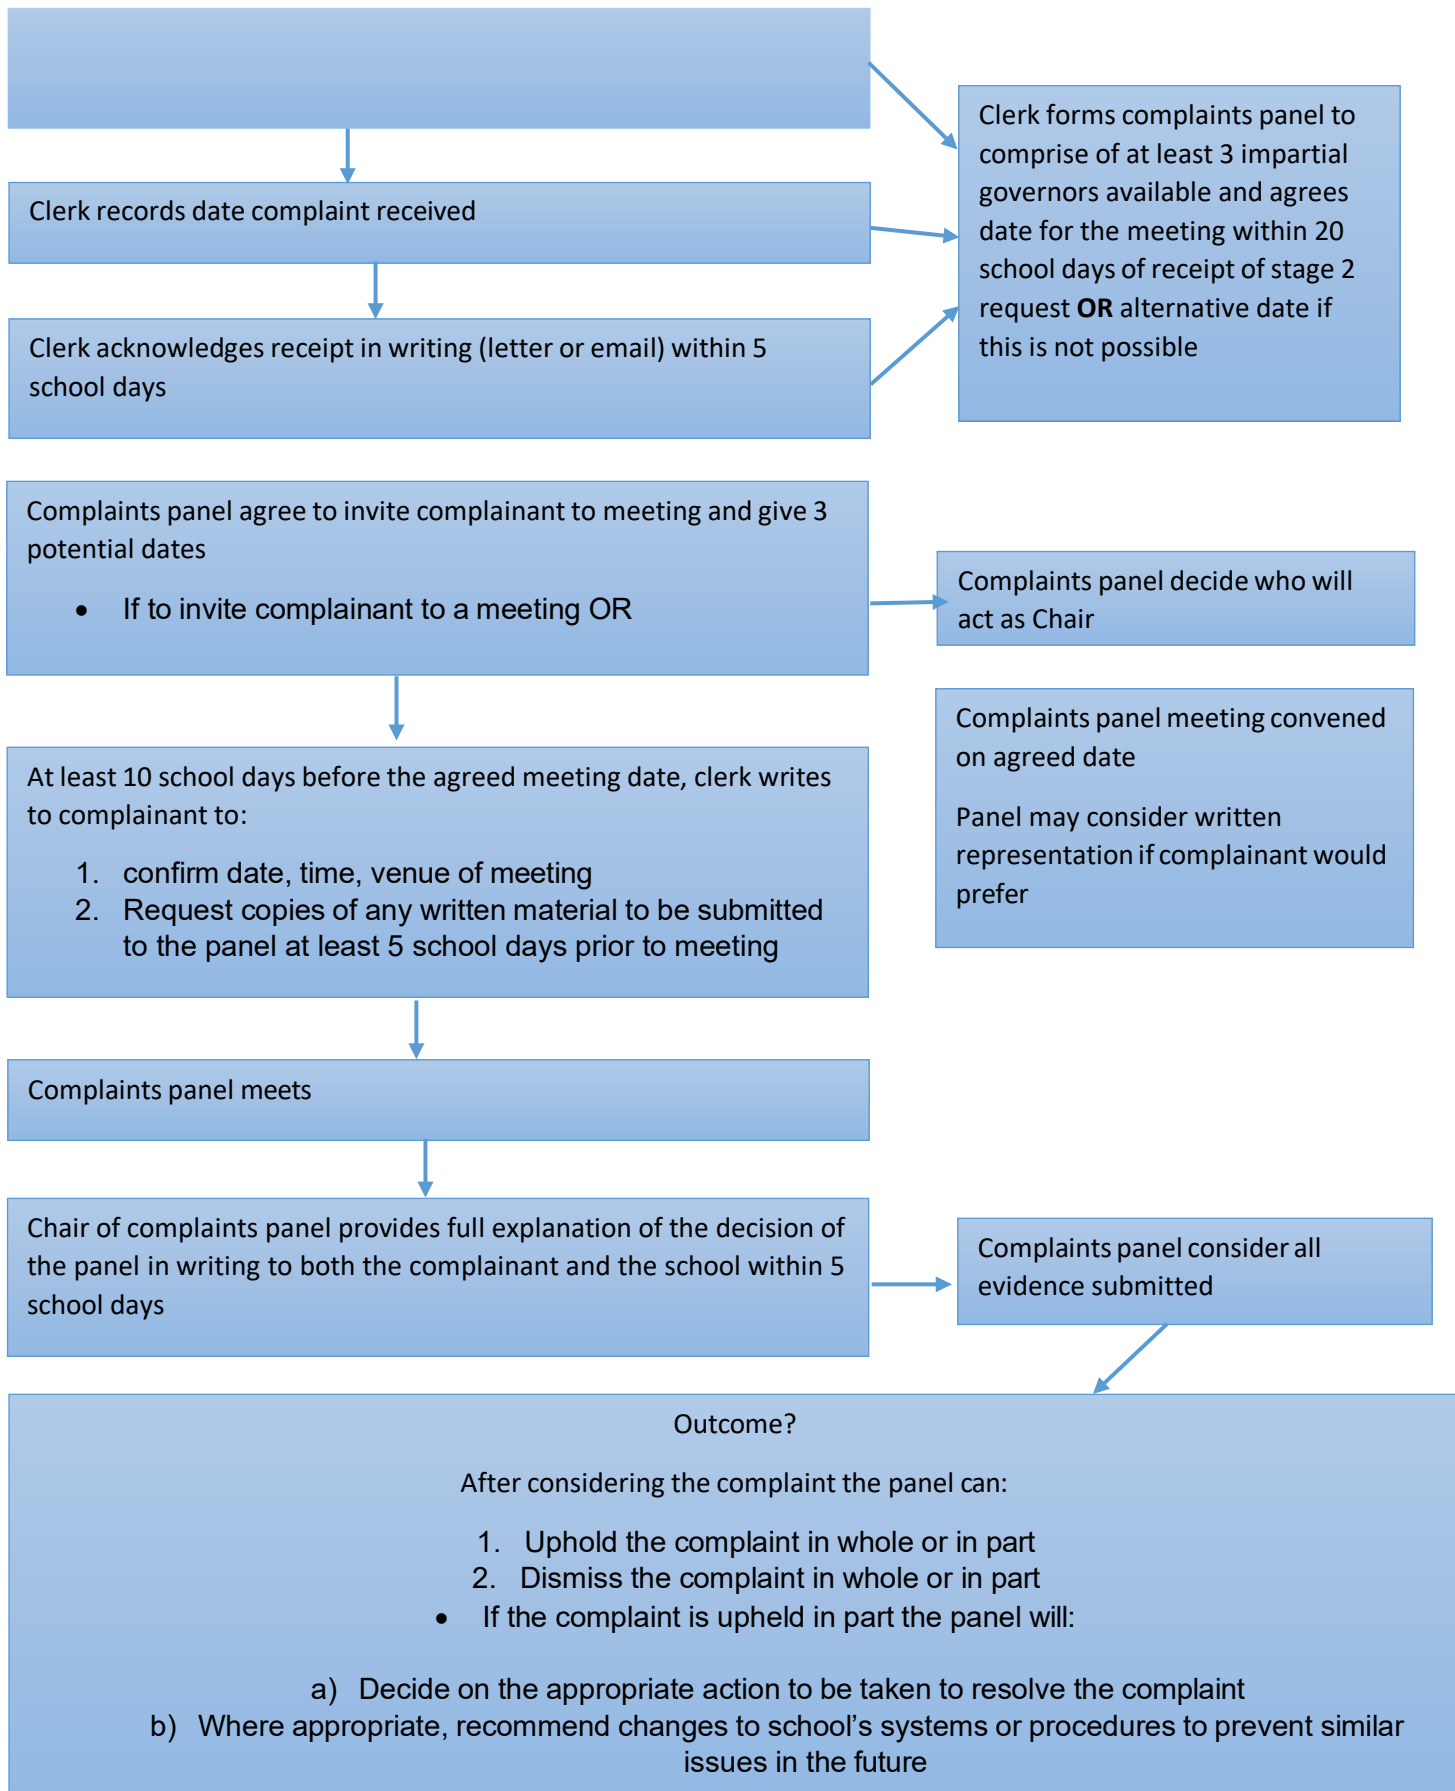 Clerk records date complaint received
Clerk acknowledges receipt in writing (letter or email) within 5
school days
Clerk forms complaints panel to
comprise of at least 3 impartial
governors available and agrees
date for the meeting within 20
school days of receipt of stage 2
request OR alternative date if
this is not possible
Complaints panel agree to invite complainant to meeting and give 3
potential dates
• If to invite complainant to a meeting OR
Complaints panel decide who will
act as Chair
At least 10 school days before the agreed meeting date, clerk writes
to complainant to:
1. confirm date, time, venue of meeting
2. Request copies of any written material to be submitted
to the panel at least 5 school days prior to meeting
Complaints panel meeting convened
on agreed date
Panel may consider written
representation if complainant would
prefer
Complaints panel meets
Chair of complaints panel provides full explanation of the decision of
the panel in writing to both the complainant and the school within 5
school days
Complaints panel consider all
evidence submitted
Outcome?
After considering the complaint the panel can:
1. Uphold the complaint in whole or in part
2. Dismiss the complaint in whole or in part
• If the complaint is upheld in part the panel will:
a) Decide on the appropriate action to be taken to resolve the complaint
b) Where appropriate, recommend changes to school’s systems or procedures to prevent similar
issues in the future